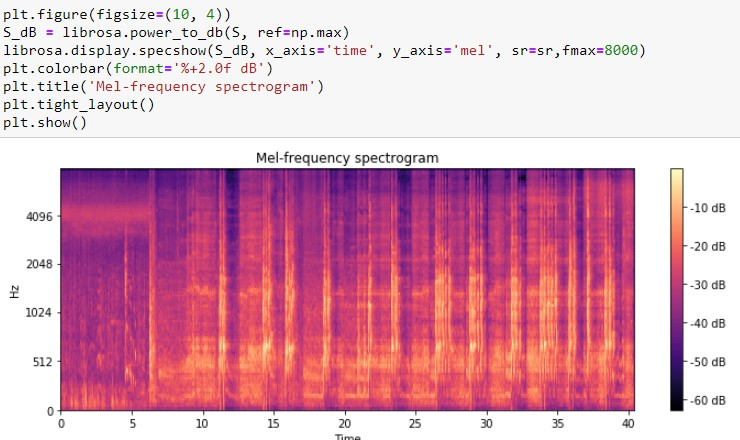 plt.figure(figsize=(10, 4))
S_dB = librosa.power_to_db(S, ref=np.max)
librosa.display.specshow(S_dB, x_axis='time', y_axis='mel', sr=sr,fmax=8000)
plt.colorbar(format='%+2.0f dB')
plt.title('Mel-frequency spectrogram')
plt.tight_layout()
plt.show()
Mel-frequency spectrogram
4096
2048
1024
512
0
Hz
0 5 10 15 20 25 30 35 40
Time
-10 dB
-20 dB
-30 dB
-40 dB
-50 dB
-60 dB